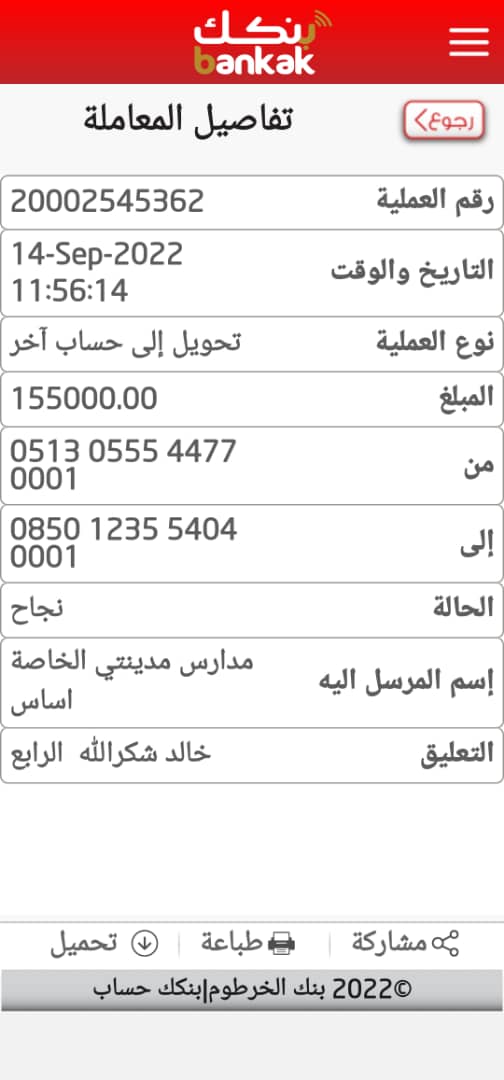 بنكك
bankak
رجوع
تفاصيل المعاملة
رقم العملية 20002545362
التاريخ والوقت 14-Sep-2022
11:56:14
نوع العملية تحويل إلى حساب آخر
المبلغ 155000.00
من 0513 0555 4477
0001
إلى 0850 1235 5404
0001
الحالة نجاح
إسم المرسل اليه مدارس مدينتي الخاصة
اساس
التعليق خالد شكرالله الرابع
مشاركة | طباعة | تحميل
©2022 بنك الخرطوم|بنكك حساب